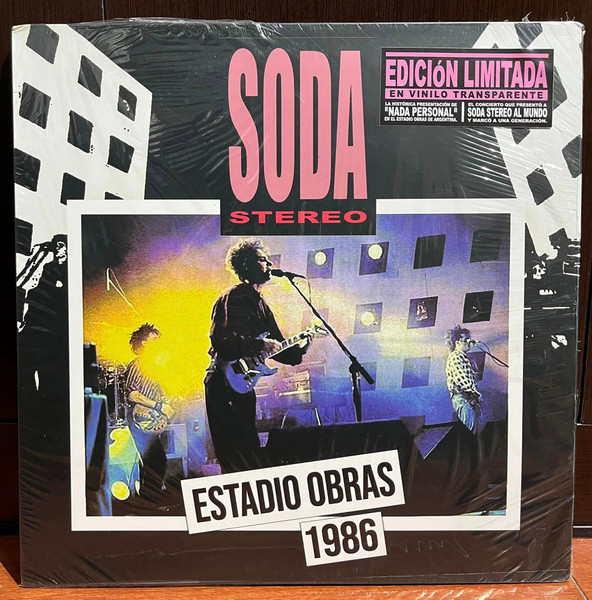 SODA
STEREO
EDICIóN LIMITADA
EN VINILO TRANSPARENTE
LA HISTÓRICA PRESENTACIÓN DE
"NADA PERSONAL"
EN EL ESTADIO OBRAS DE ARGENTINA.
EL CONCIERTO QUE PRESENTÓ A
SODA STEREO AL MUNDO
Y MARCÓ A UNA GENERACIÓN.
ESTADIO OBRAS
1986